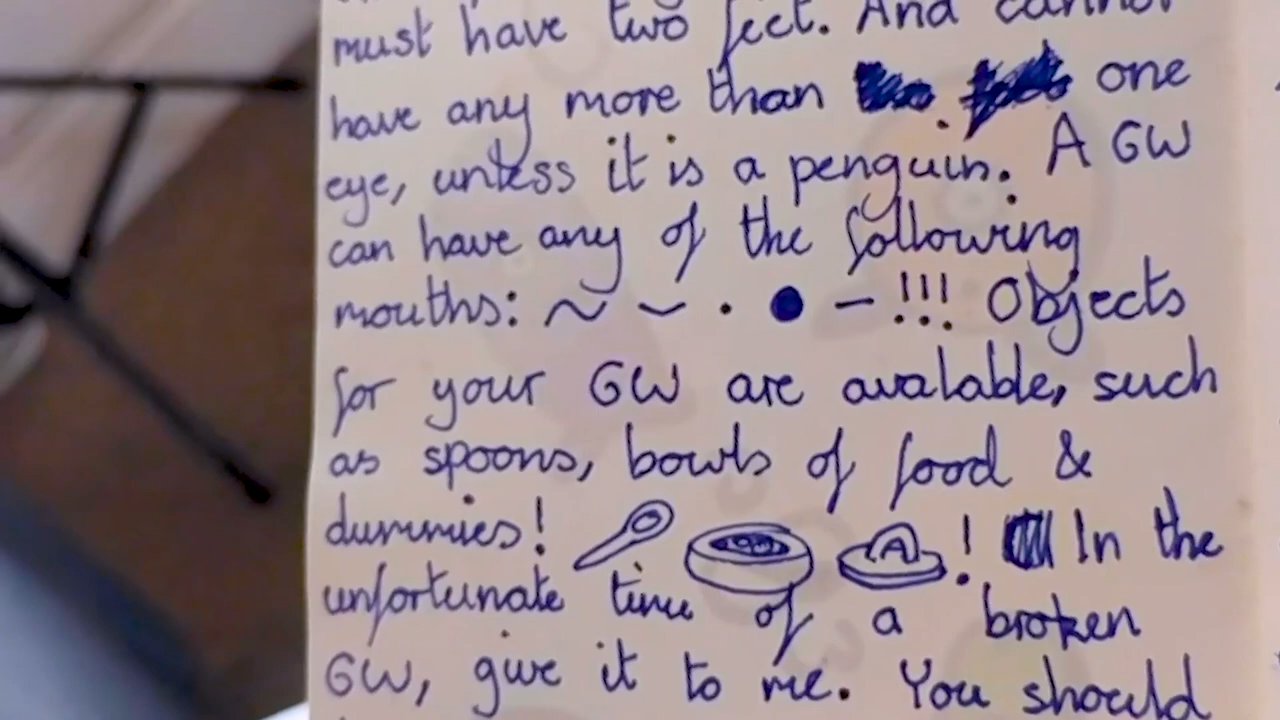 must have two feet. And cannot
have any more than one
eye, unless it is a penguin. A GW
can have any of the following
mouths: ~ ‿ . ● – !!! Objects
for your GW are avalable, such
as spoons, bowls of food &
dummies! ! In the
unfortunate time of a broken
GW, give it to me. You should